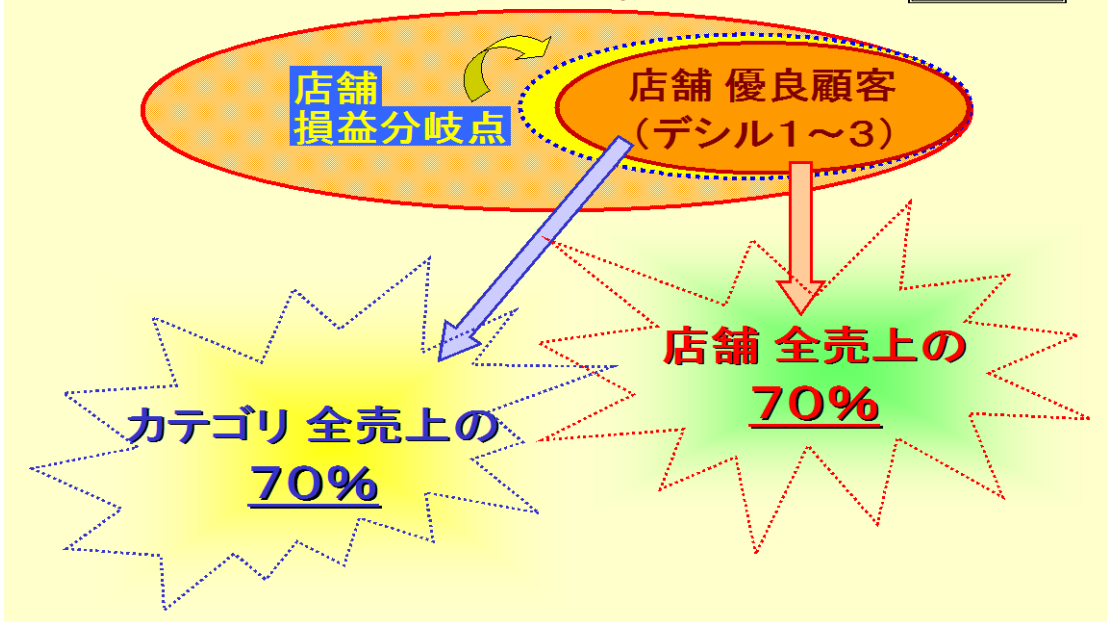 店舗
損益分岐点
店舗 優良顧客
（デシル１～３）
店舗 全売上の
70%
カテゴリ 全売上の
70%